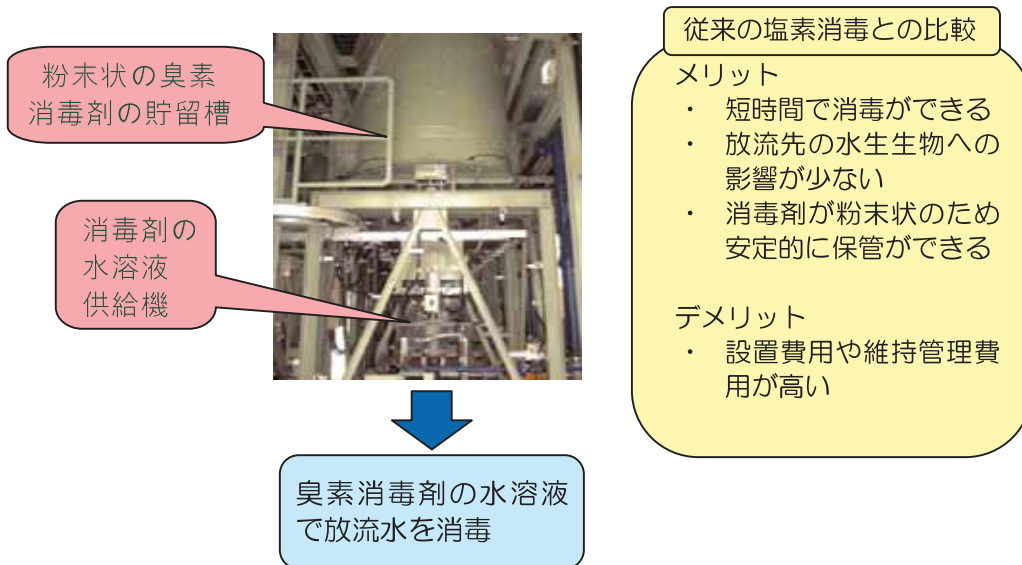 粉末状の臭素
消毒剤の貯留槽
消毒剤の
水溶液
供給機
臭素消毒剤の水溶液
で放流水を消毒
従来の塩素消毒との比較
メリット
・ 短時間で消毒ができる
・ 放流先の水生生物への
影響が少ない
・ 消毒剤が粉末状のため
安定的に保管ができる
デメリット
・ 設置費用や維持管理費
用が高い